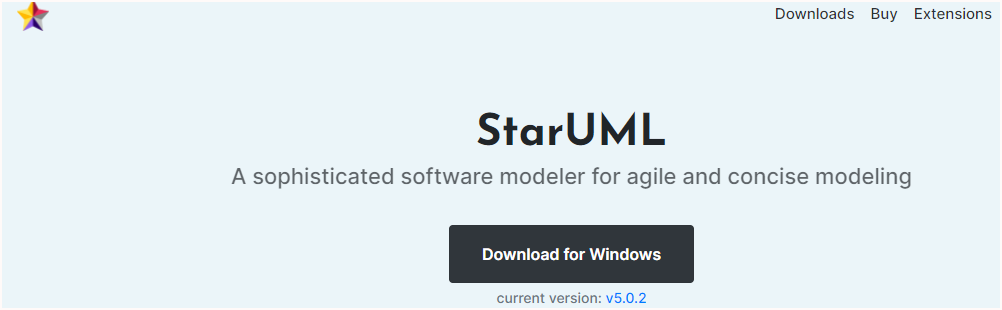 Downloads Buy Extensions
StarUML
A sophisticated software modeler for agile and concise modeling
Download for Windows
current version: v5.0.2